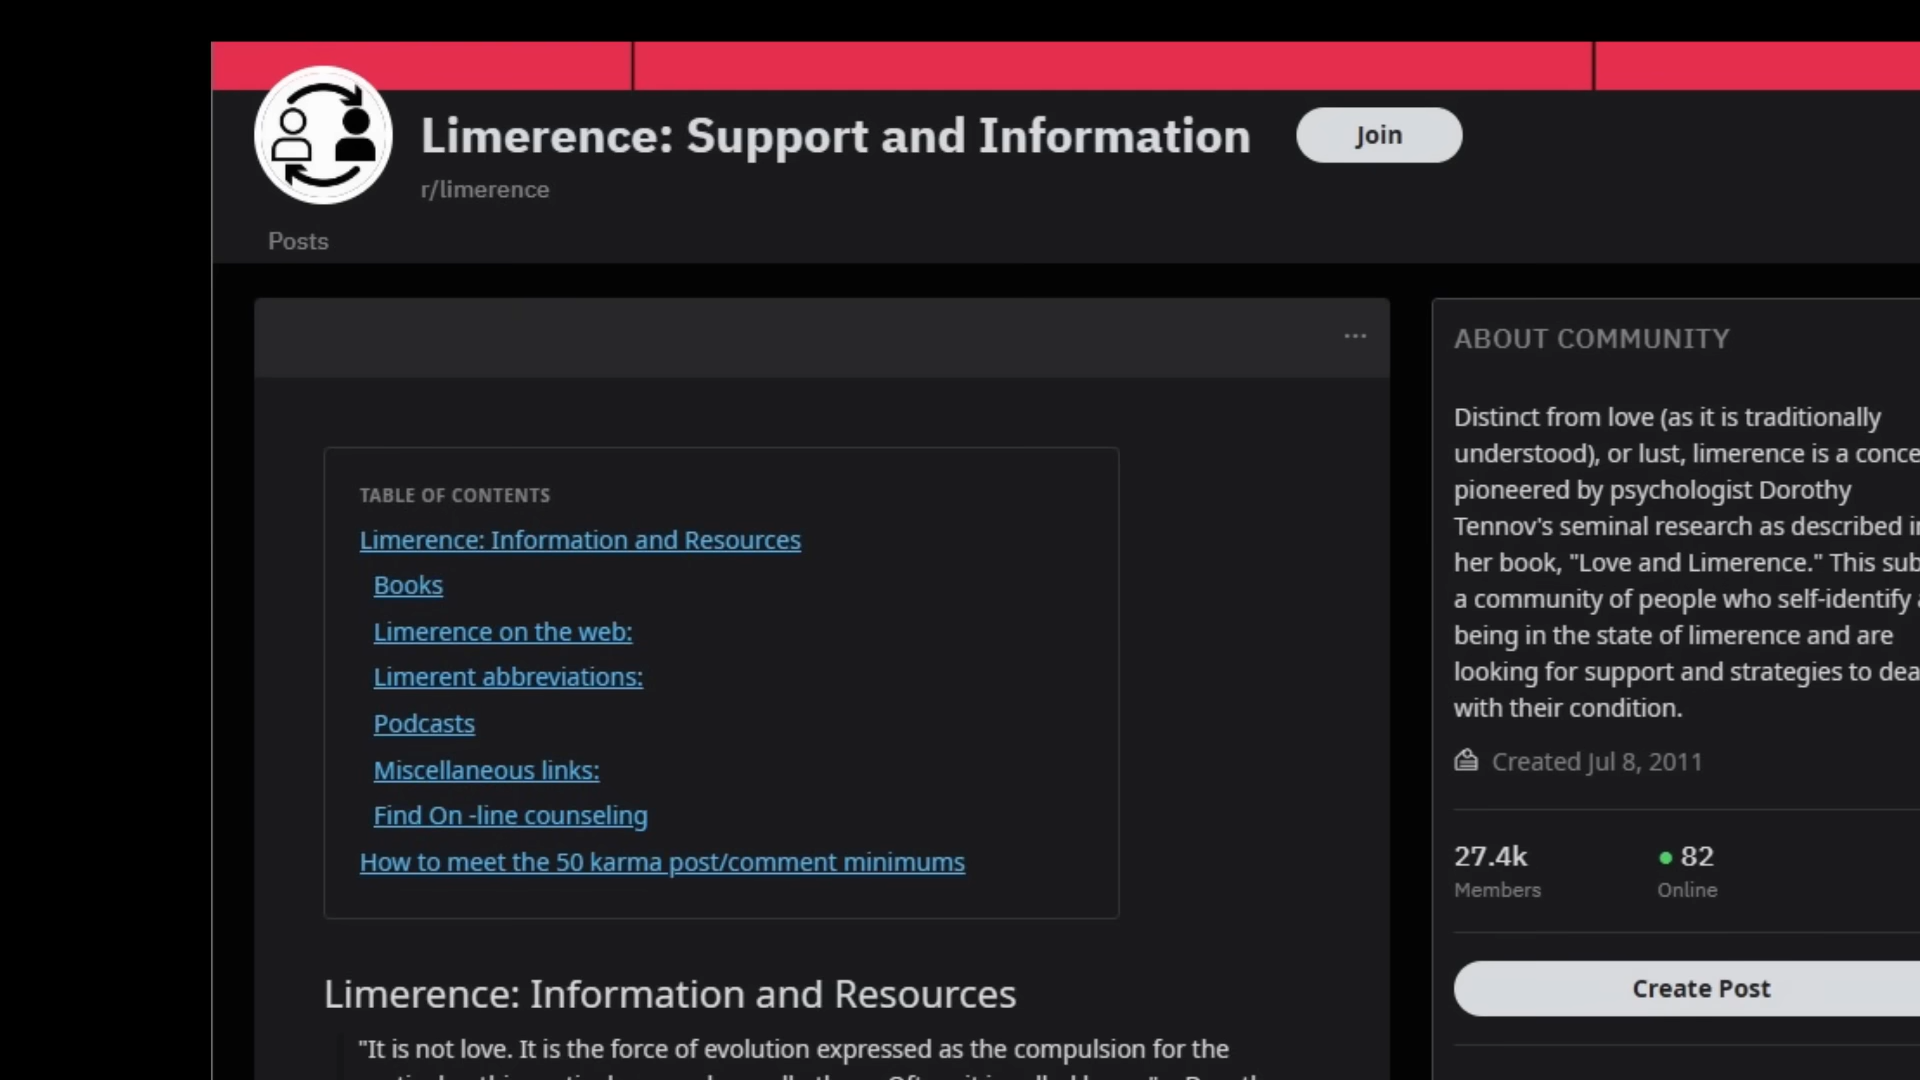 Limerence: Support and Information
Join
r/limerence
Posts
...
TABLE OF CONTENTS
Limerence: Information and Resources
Books
Limerence on the web:
Limerent abbreviations:
Podcasts
Miscellaneous links:
Find On -line counseling
How to meet the 50 karma post/comment minimums
Limerence: Information and Resources
"It is not love. It is the force of evolution expressed as the compulsion for the
ABOUT COMMUNITY
Distinct from love (as it is traditionally
understood), or lust, limerence is a
pioneered by psychologist Dorothy
Tennov's seminal research as described
her book, "Love and Limerence." This
a community of people who self-identify
being in the state of limerence and are
looking for support and strategies to
with their condition.
Created Jul 8, 2011
27.4k
Members
82
Online
Create Post